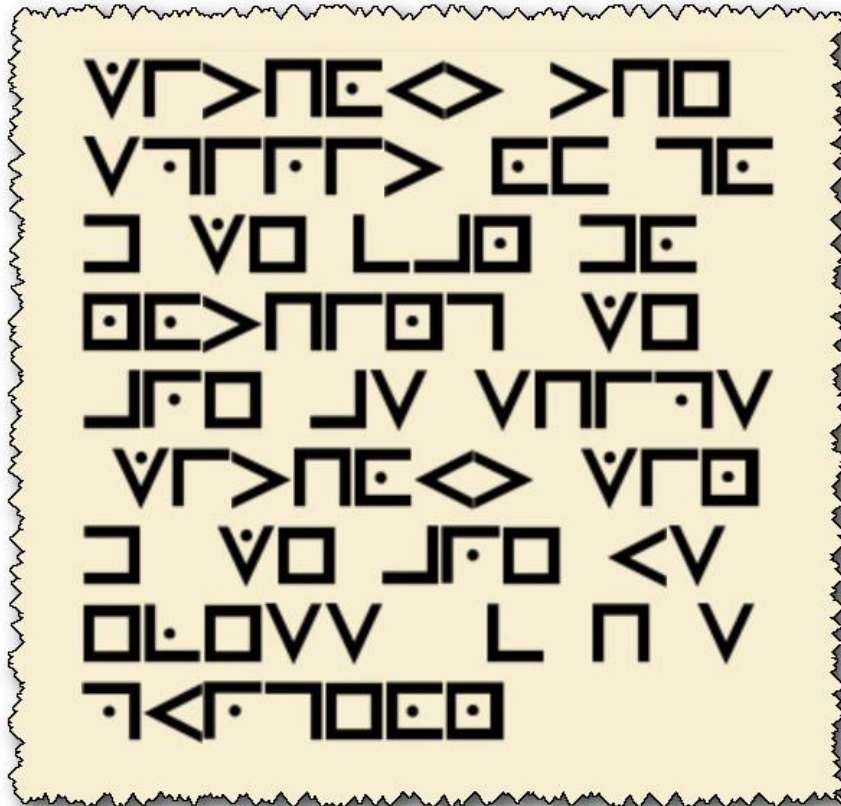 WITHOUT THE
SPIRIT OF GO
D WE CAN DO
NOTHING WE
ARE AS SHIPS
WITHOUT WIN
D WE ARE US
ELESS C H S
PURGEON